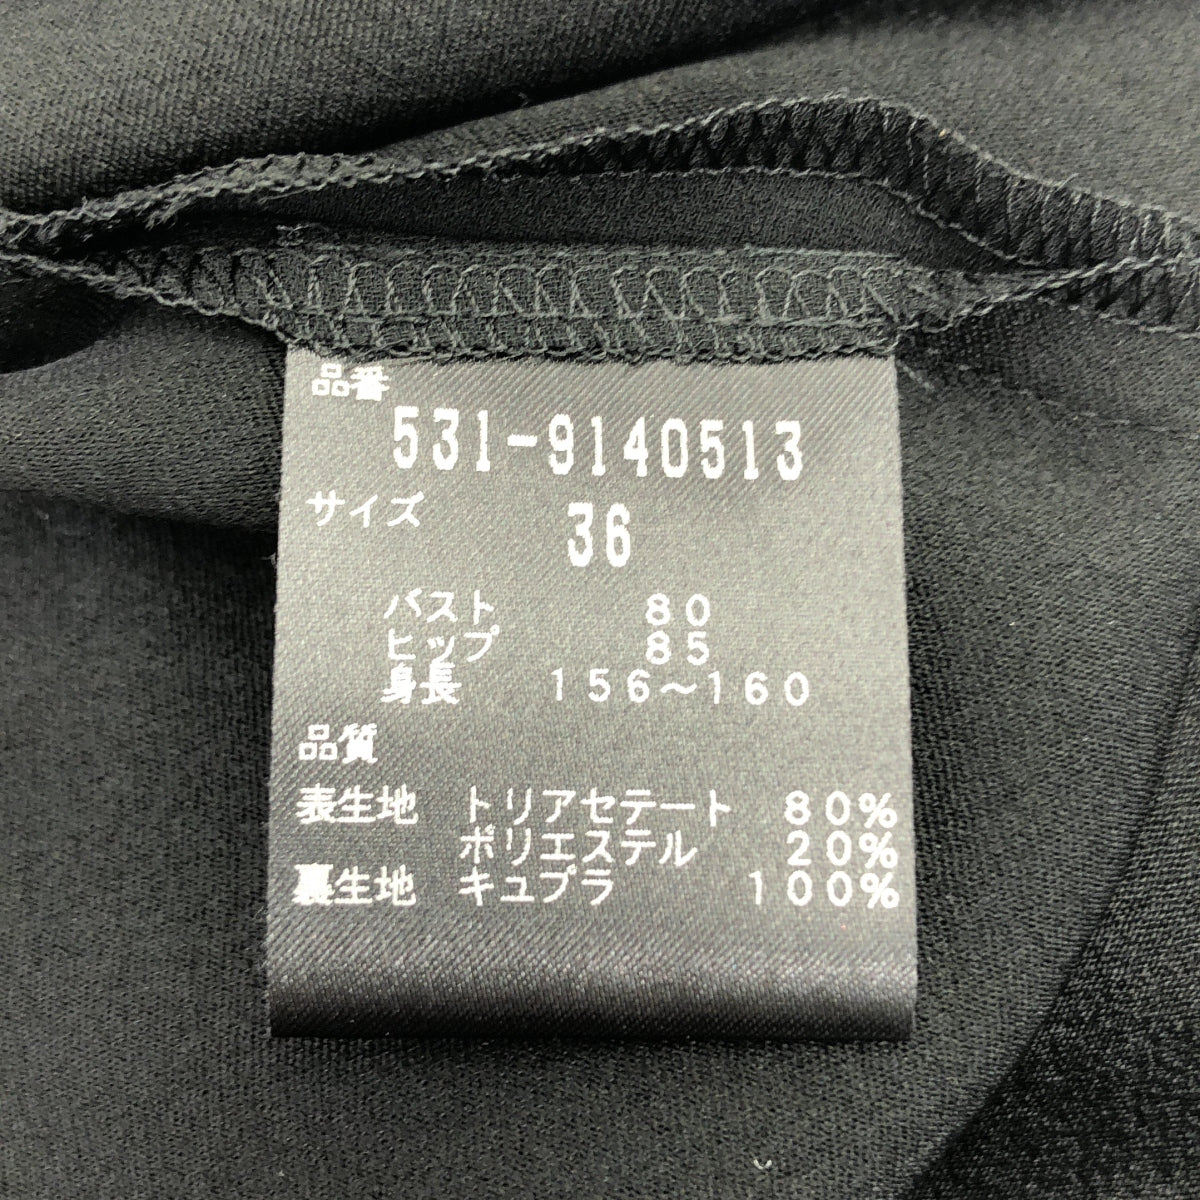 品番
531-9140513
サイズ
36
バスト 80
ヒップ 85
身長 156～160
品質
表生地 トリアセテート 80%
ポリエステル 20%
裏生地 キュプラ 100%